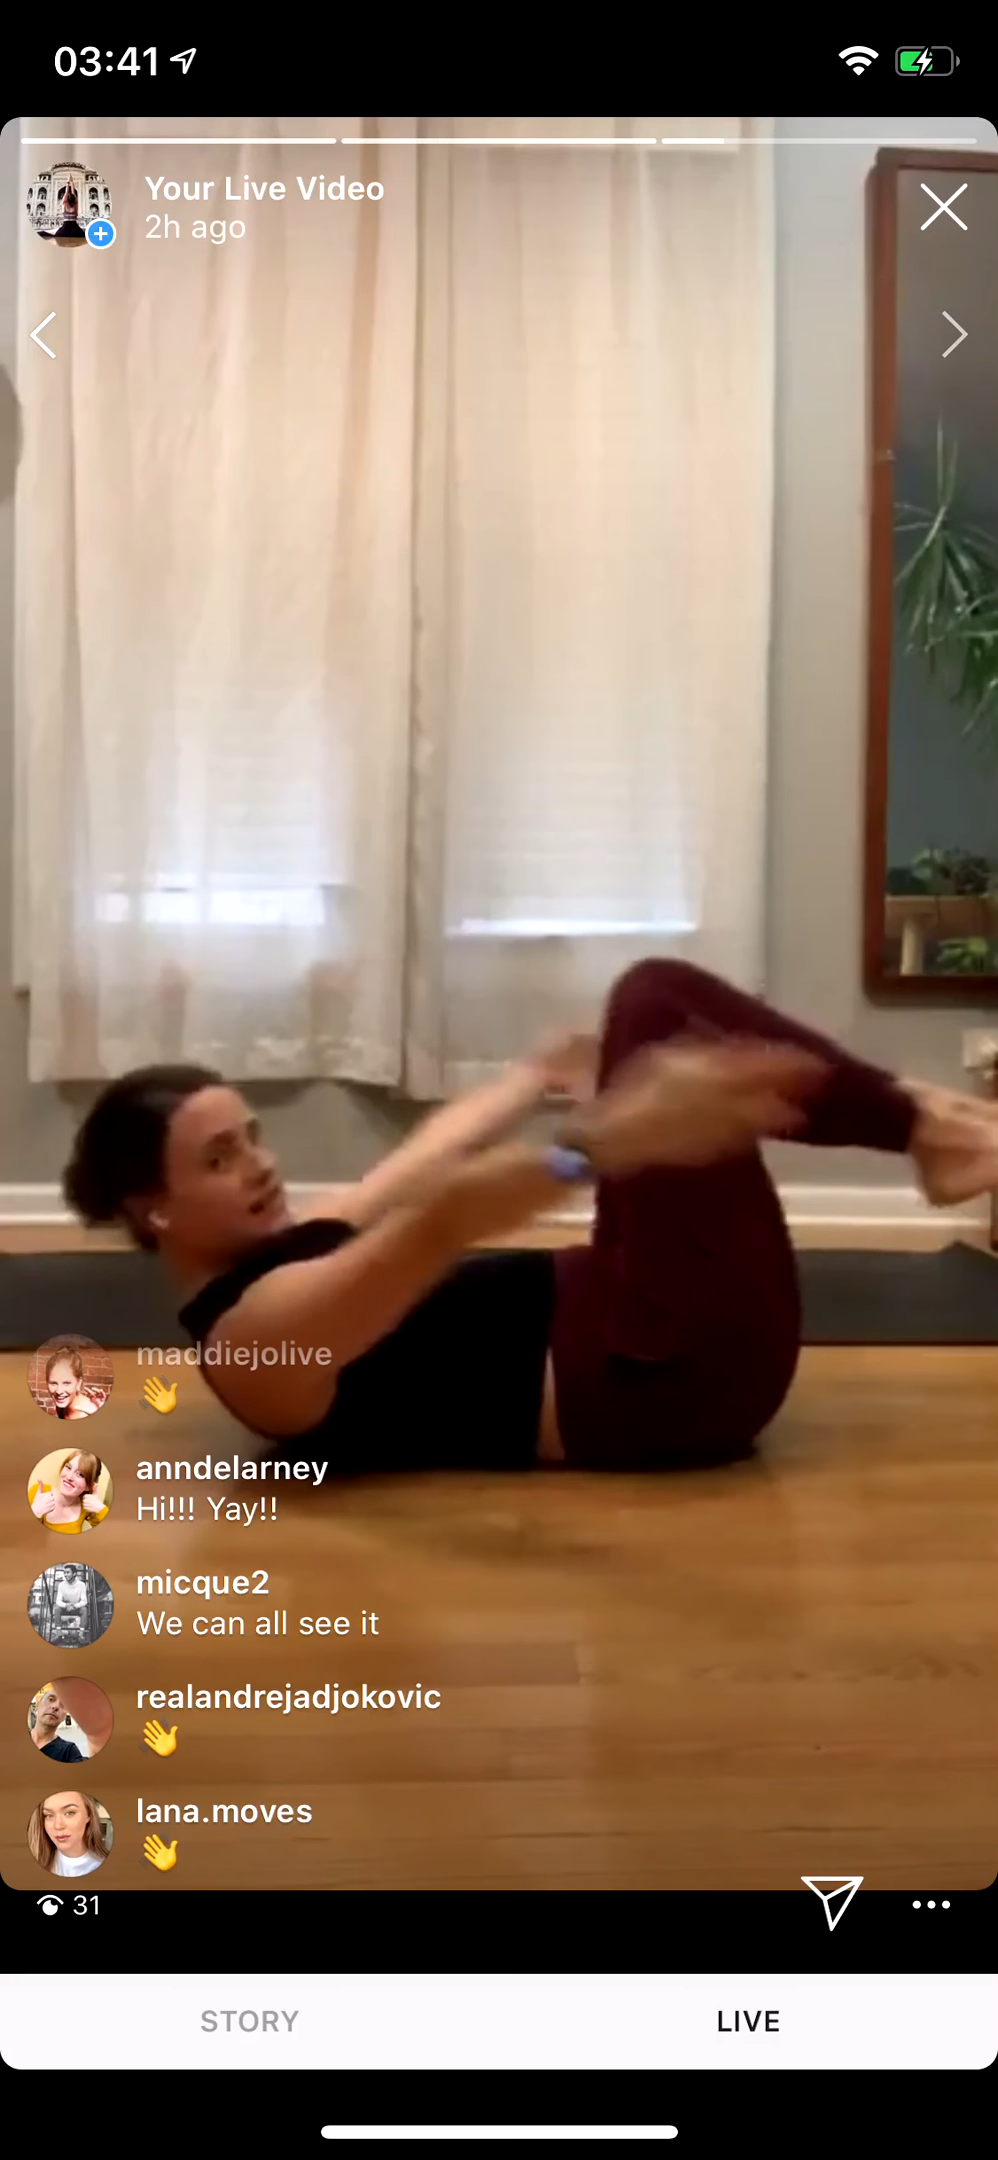 03:41
Your Live Video
2h ago
maddiejolive
👋
anndelarney
Hi!!! Yay!!
micque2
We can all see it
realandrejadjokovic
👋
lana.moves
👋
31
STORY
LIVE